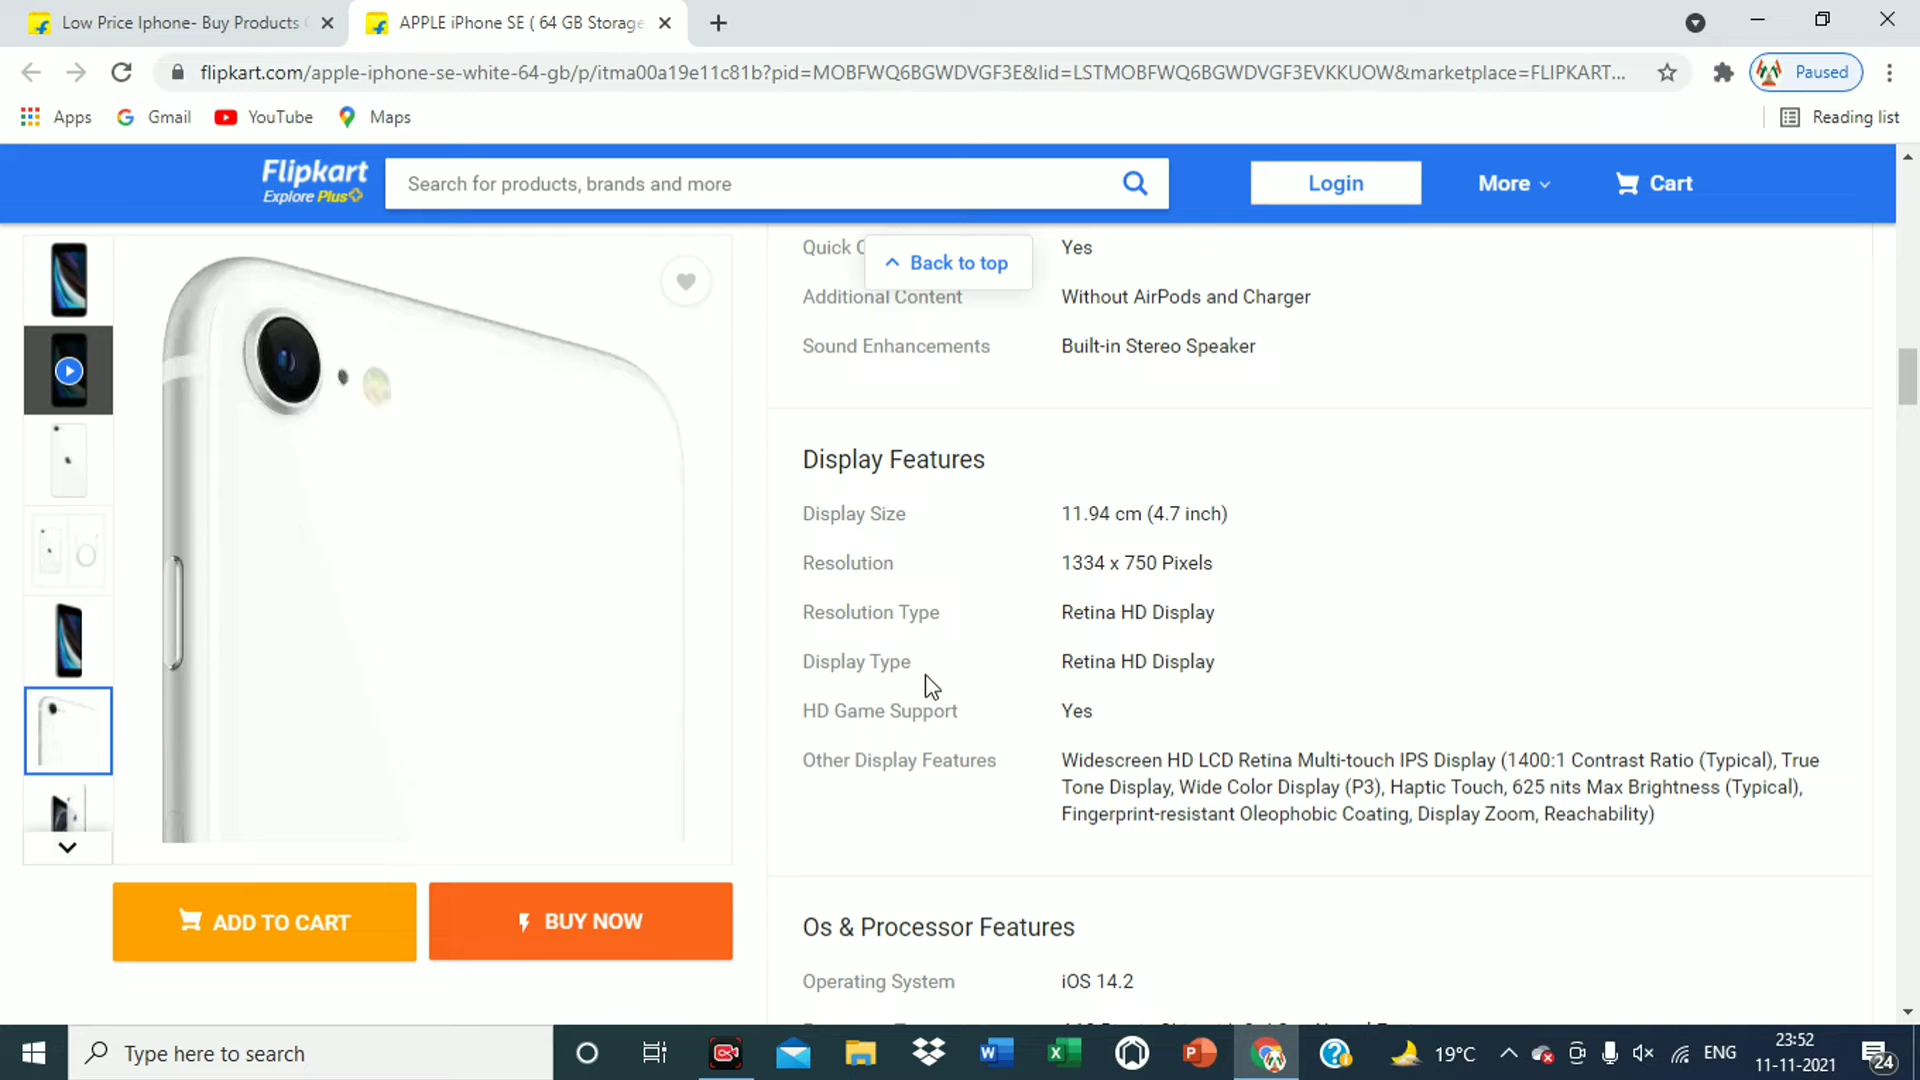 Low Price Iphone- Buy Products
APPLE iPhone SE ( 64 GB Storage
flipkart.com/apple-iphone-se-white-64-gb/p/itma00a19e11c81b?pid=MOBFWQ6BGWDVGF3E&lid=LSTMOBFWQ6BGWDVGF3EVKKUOW&marketplace=FLIPKART...
Paused
Apps
Gmail
YouTube
Maps
Reading list
Flipkart
Explore Plus
Search for products, brands and more
Login
More
Cart
Quick
Yes
Back to top
Additional Content
Without AirPods and Charger
Sound Enhancements
Built-in Stereo Speaker
Display Features
Display Size
11.94 cm (4.7 inch)
Resolution
1334 x 750 Pixels
Resolution Type
Retina HD Display
Display Type
Retina HD Display
HD Game Support
Yes
Other Display Features
Widescreen HD LCD Retina Multi-touch IPS Display (1400:1 Contrast Ratio (Typical), True
Tone Display, Wide Color Display (P3), Haptic Touch, 625 nits Max Brightness (Typical),
Fingerprint-resistant Oleophobic Coating, Display Zoom, Reachability)
ADD TO CART
BUY NOW
Os & Processor Features
Operating System
iOS 14.2
Type here to search
19°C
ENG
23:52
11-11-2021
24